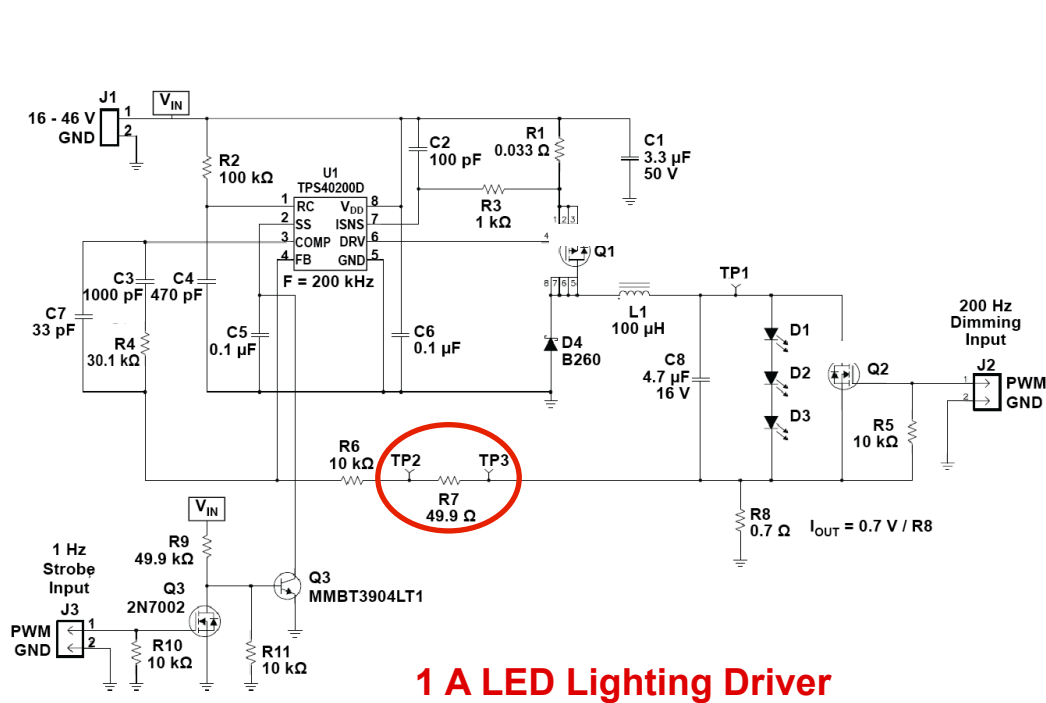 J1
V_IN
16 - 46 V
GND
1
2
R2
100 kΩ
C2
100 pF
R1
0.033 Ω
C1
3.3 µF
50 V
U1
TPS40200D
1 RC V_DD 8
2 SS ISNS 7
3 COMP DRV 6
4 FB GND 5
F = 200 kHz
R3
1 kΩ
1 2 3
4
Q1
8 7 6 5
C3
1000 pF
C4
470 pF
C7
33 pF
R4
30.1 kΩ
C5
0.1 µF
C6
0.1 µF
D4
B260
L1
100 µH
TP1
C8
4.7 µF
16 V
D1
D2
D3
Q2
200 Hz
Dimming
Input
J2
1
2
PWM
GND
R5
10 kΩ
R6
10 kΩ
TP2
TP3
R7
49.9 Ω
R8
0.7 Ω
I_OUT = 0.7 V / R8
V_IN
R9
49.9 kΩ
1 Hz
Strobe
Input
J3
PWM
GND
1
2
Q3
2N7002
Q3
MMBT3904LT1
R10
10 kΩ
R11
10 kΩ
1 A LED Lighting Driver